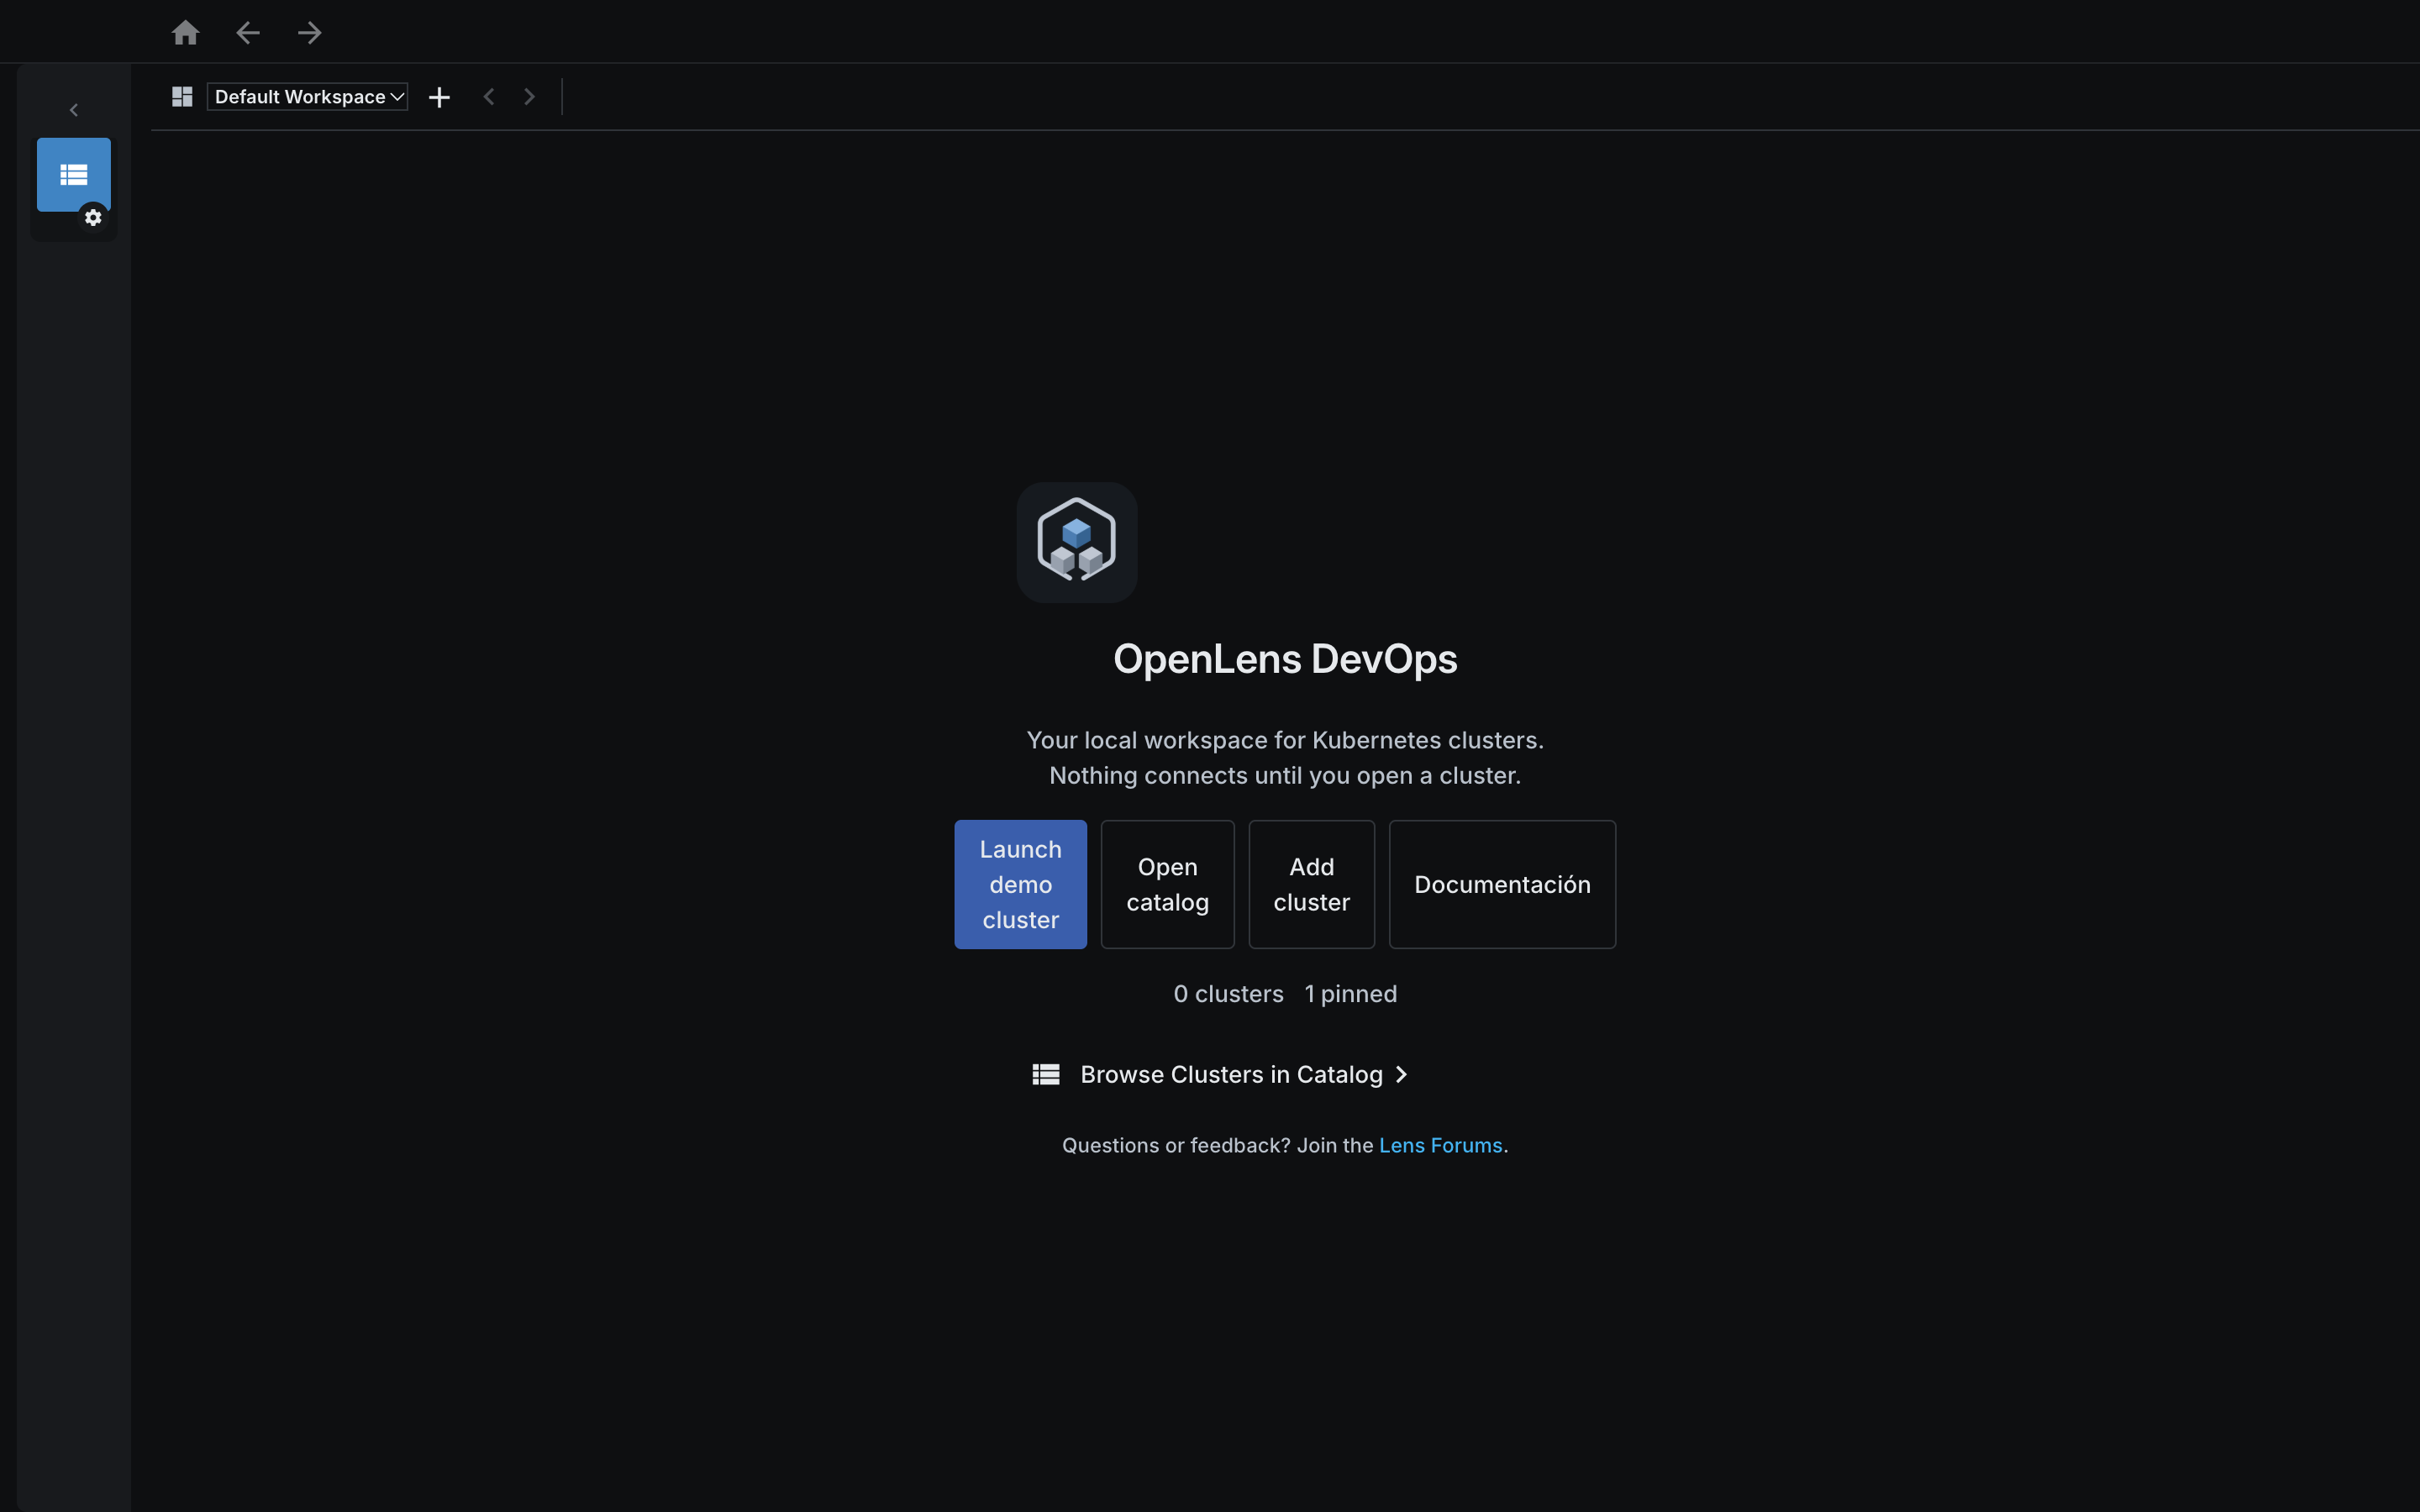 Default Workspace
OpenLens DevOps
Your local workspace for Kubernetes clusters.
Nothing connects until you open a cluster.
Launch
demo
cluster
Open
catalog
Add
cluster
Documentación
0 clusters 1 pinned
Browse Clusters in Catalog
Questions or feedback? Join the Lens Forums.